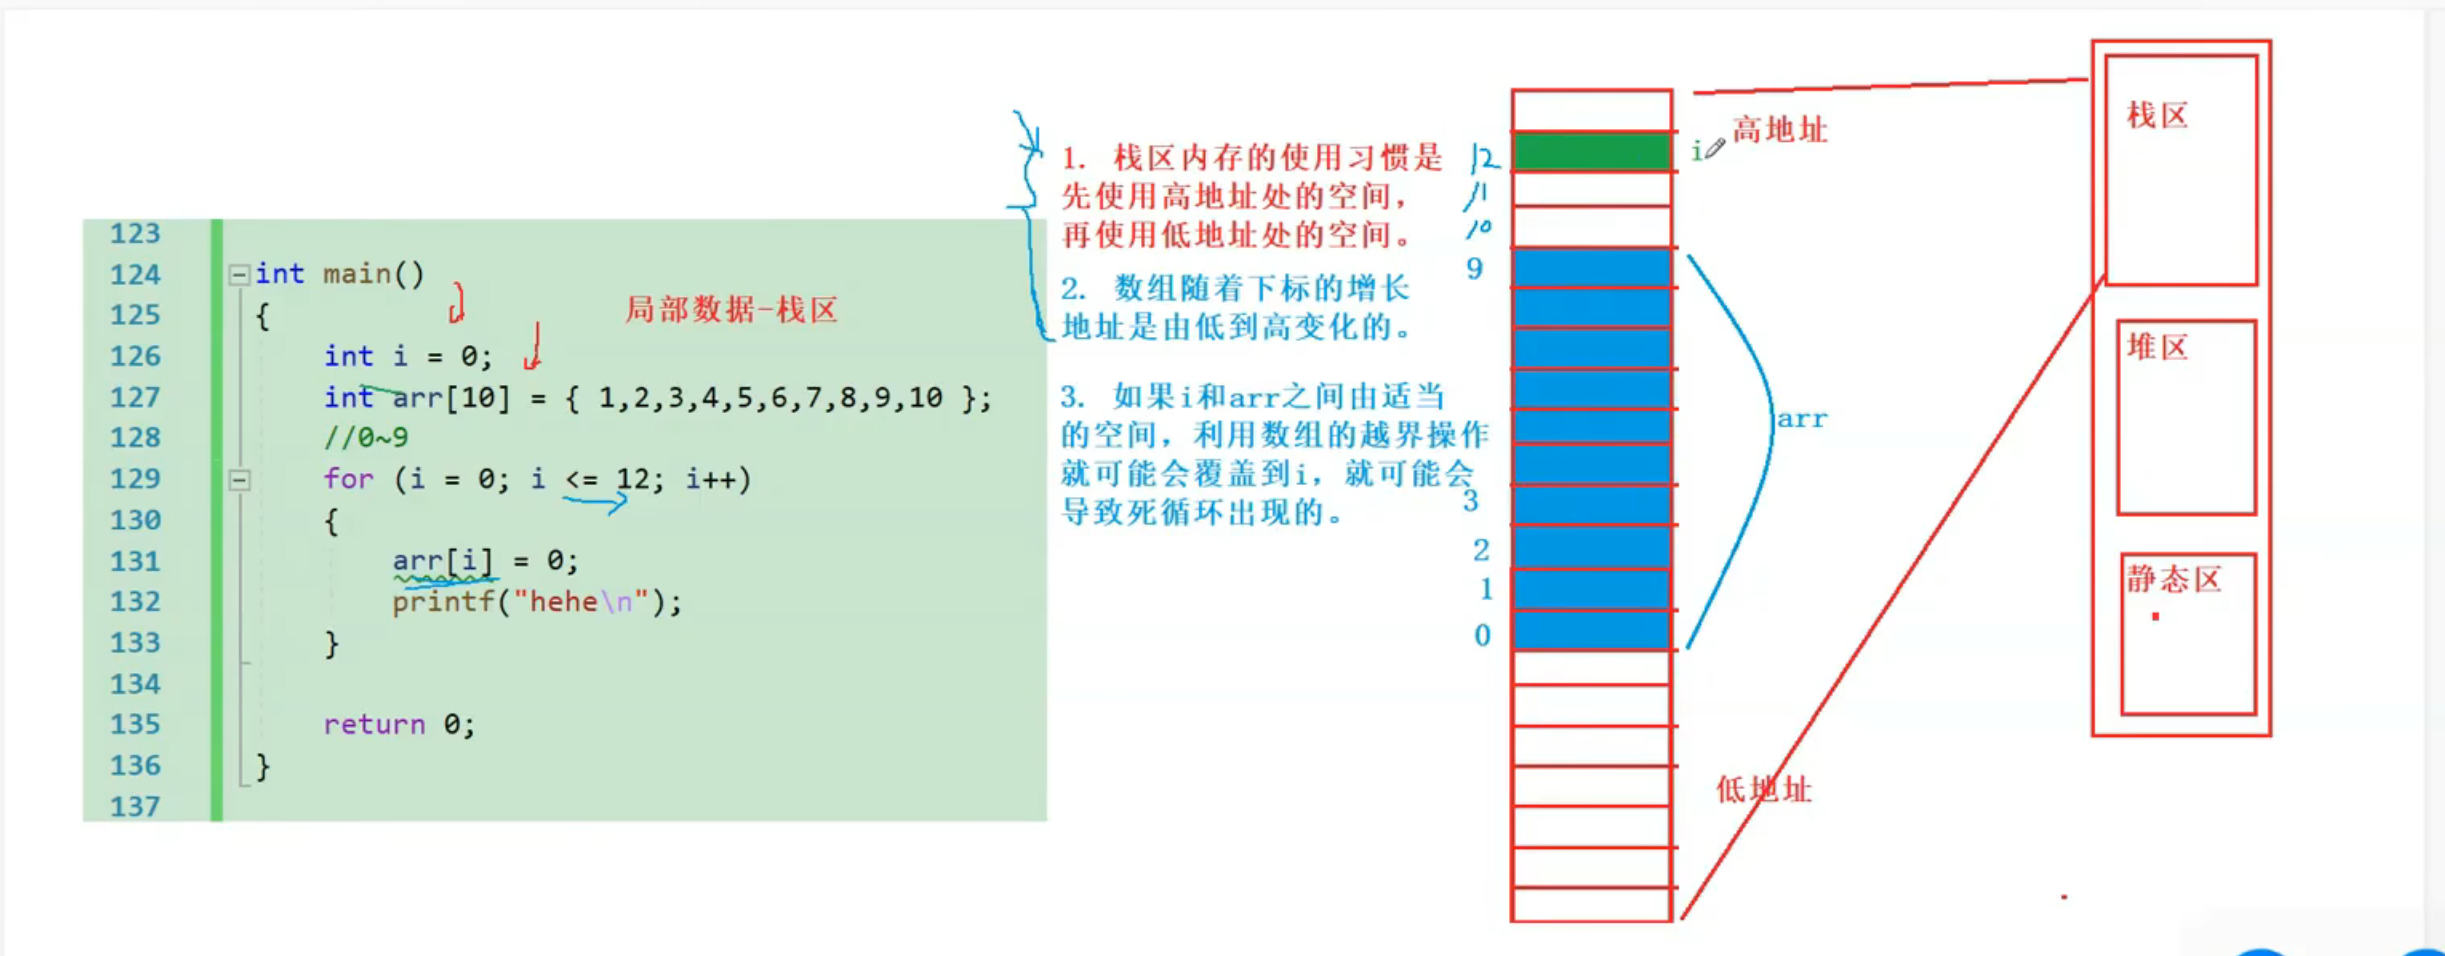 123
124 int main()
125 {
局部数据-栈区
126 int i = 0;
127 int arr[10] = { 1,2,3,4,5,6,7,8,9,10 };
128 //0~9
129 for (i = 0; i <= 12; i++)
130 {
131 arr[i] = 0;
132 printf("hehe\n");
133 }
134
135 return 0;
136 }
137
1. 栈区内存的使用习惯是
先使用高地址处的空间，
再使用低地址处的空间。
2. 数组随着下标的增长
地址是由低到高变化的。
3. 如果i和arr之间由适当
的空间，利用数组的越界操作
就可能会覆盖到i，就可能会
导致死循环出现的。
12
11
10
9
3
2
1
0
i
高地址
arr
低地址
栈区
堆区
静态区